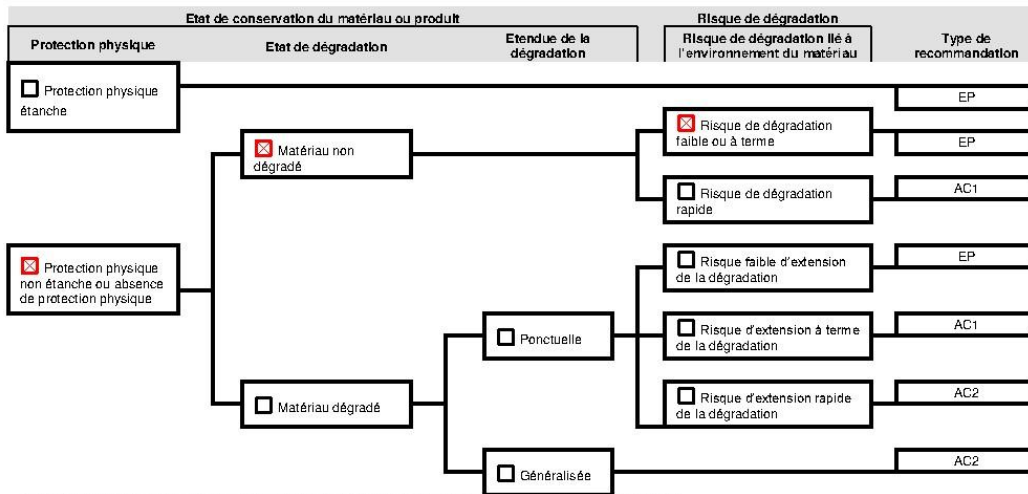 Etat de conservation du matériau ou produit
Risque de dégradation
Protection physique
Etat de dégradation
Etendue de la
dégradation
Risque de dégradation lié à
l'environnement du matériau
Type de
recommandation
Protection physique
étanche
EP
Matériau non
dégradé
Risque de dégradation
faible ou à terme
EP
Risque de dégradation
rapide
AC1
Protection physique
non étanche ou absence
de protection physique
Risque faible d'extension
de la dégradation
EP
Ponctuelle
Risque d'extension à terme
de la dégradation
AC1
Matériau dégradé
Risque d'extension rapide
de la dégradation
AC2
Généralisée
AC2